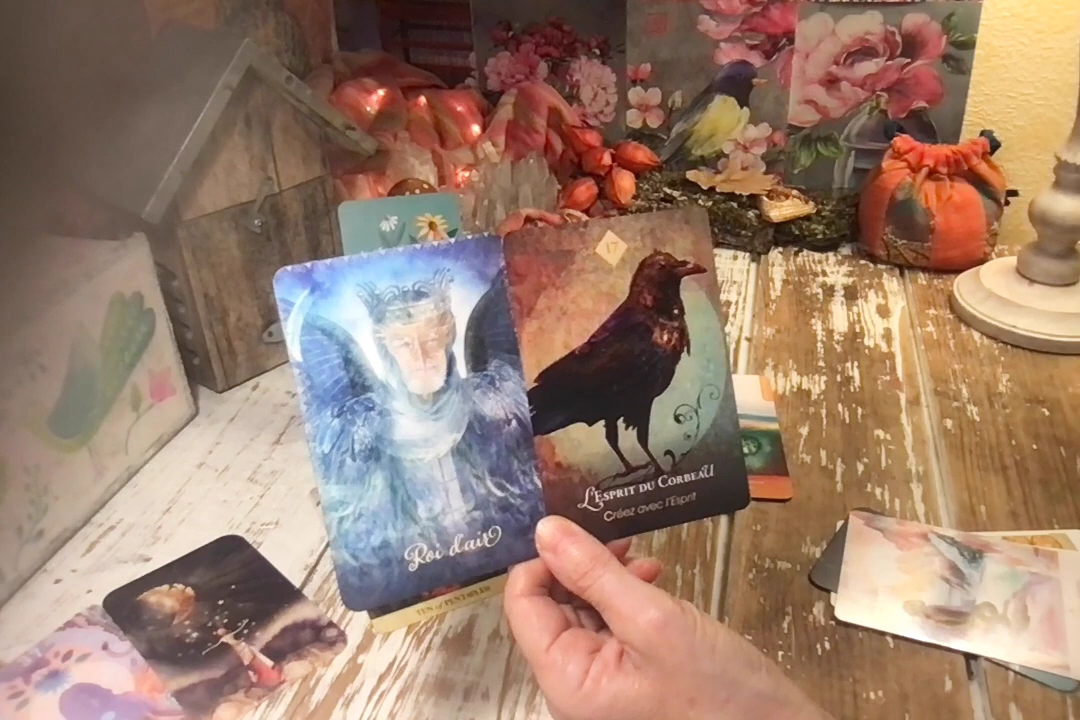 Roi d'air
17
L'Esprit du Corbeau
Créez avec l'Esprit
TEN of PENTACLES